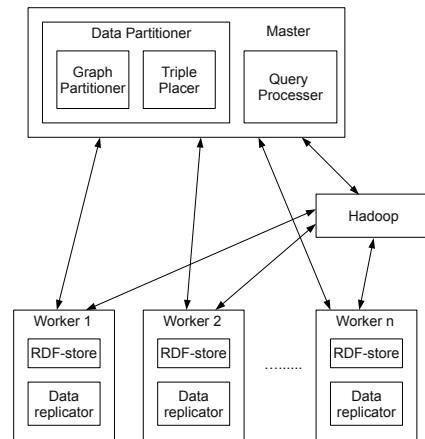 Data Partitioner
Master
Graph
Partitioner
Triple
Placer
Query
Processer
Hadoop
Worker 1
RDF-store
Data
replicator
Worker 2
RDF-store
Data
replicator
..........
Worker n
RDF-store
Data
replicator